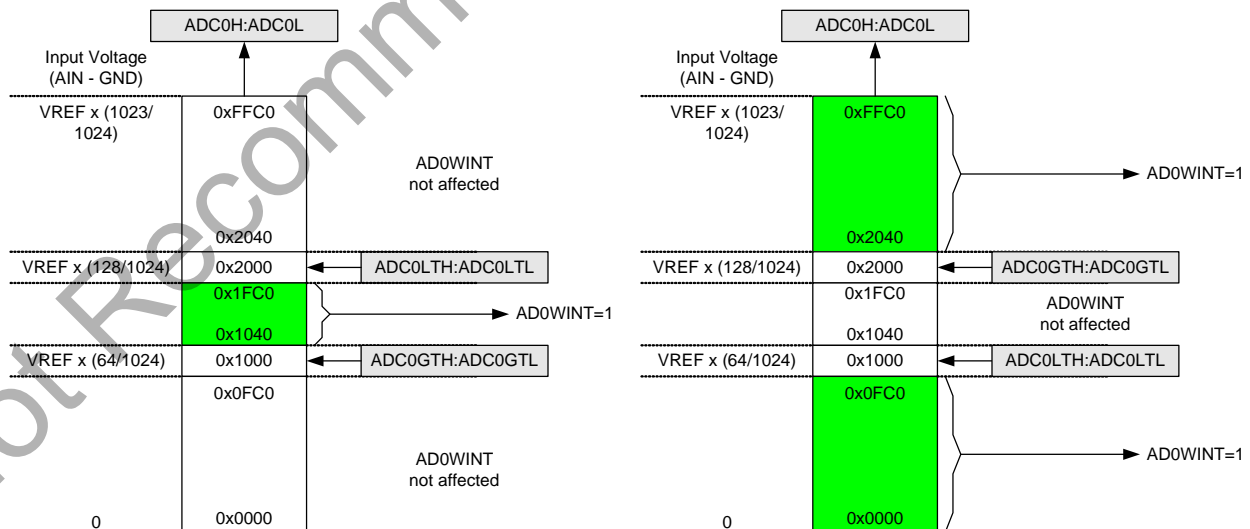 ADC0H:ADC0L
Input Voltage
(AIN - GND)
VREF x (1023/
1024)
0xFFC0
AD0WINT
not affected
0x2040
VREF x (128/1024)
0x2000
ADC0LTH:ADC0LTL
0x1FC0
AD0WINT=1
0x1040
VREF x (64/1024)
0x1000
ADC0GTH:ADC0GTL
0x0FC0
AD0WINT
not affected
0
0x0000
ADC0H:ADC0L
Input Voltage
(AIN - GND)
VREF x (1023/
1024)
0xFFC0
AD0WINT=1
0x2040
VREF x (128/1024)
0x2000
ADC0GTH:ADC0GTL
0x1FC0
AD0WINT
not affected
0x1040
VREF x (64/1024)
0x1000
ADC0LTH:ADC0LTL
0x0FC0
AD0WINT=1
0
0x0000